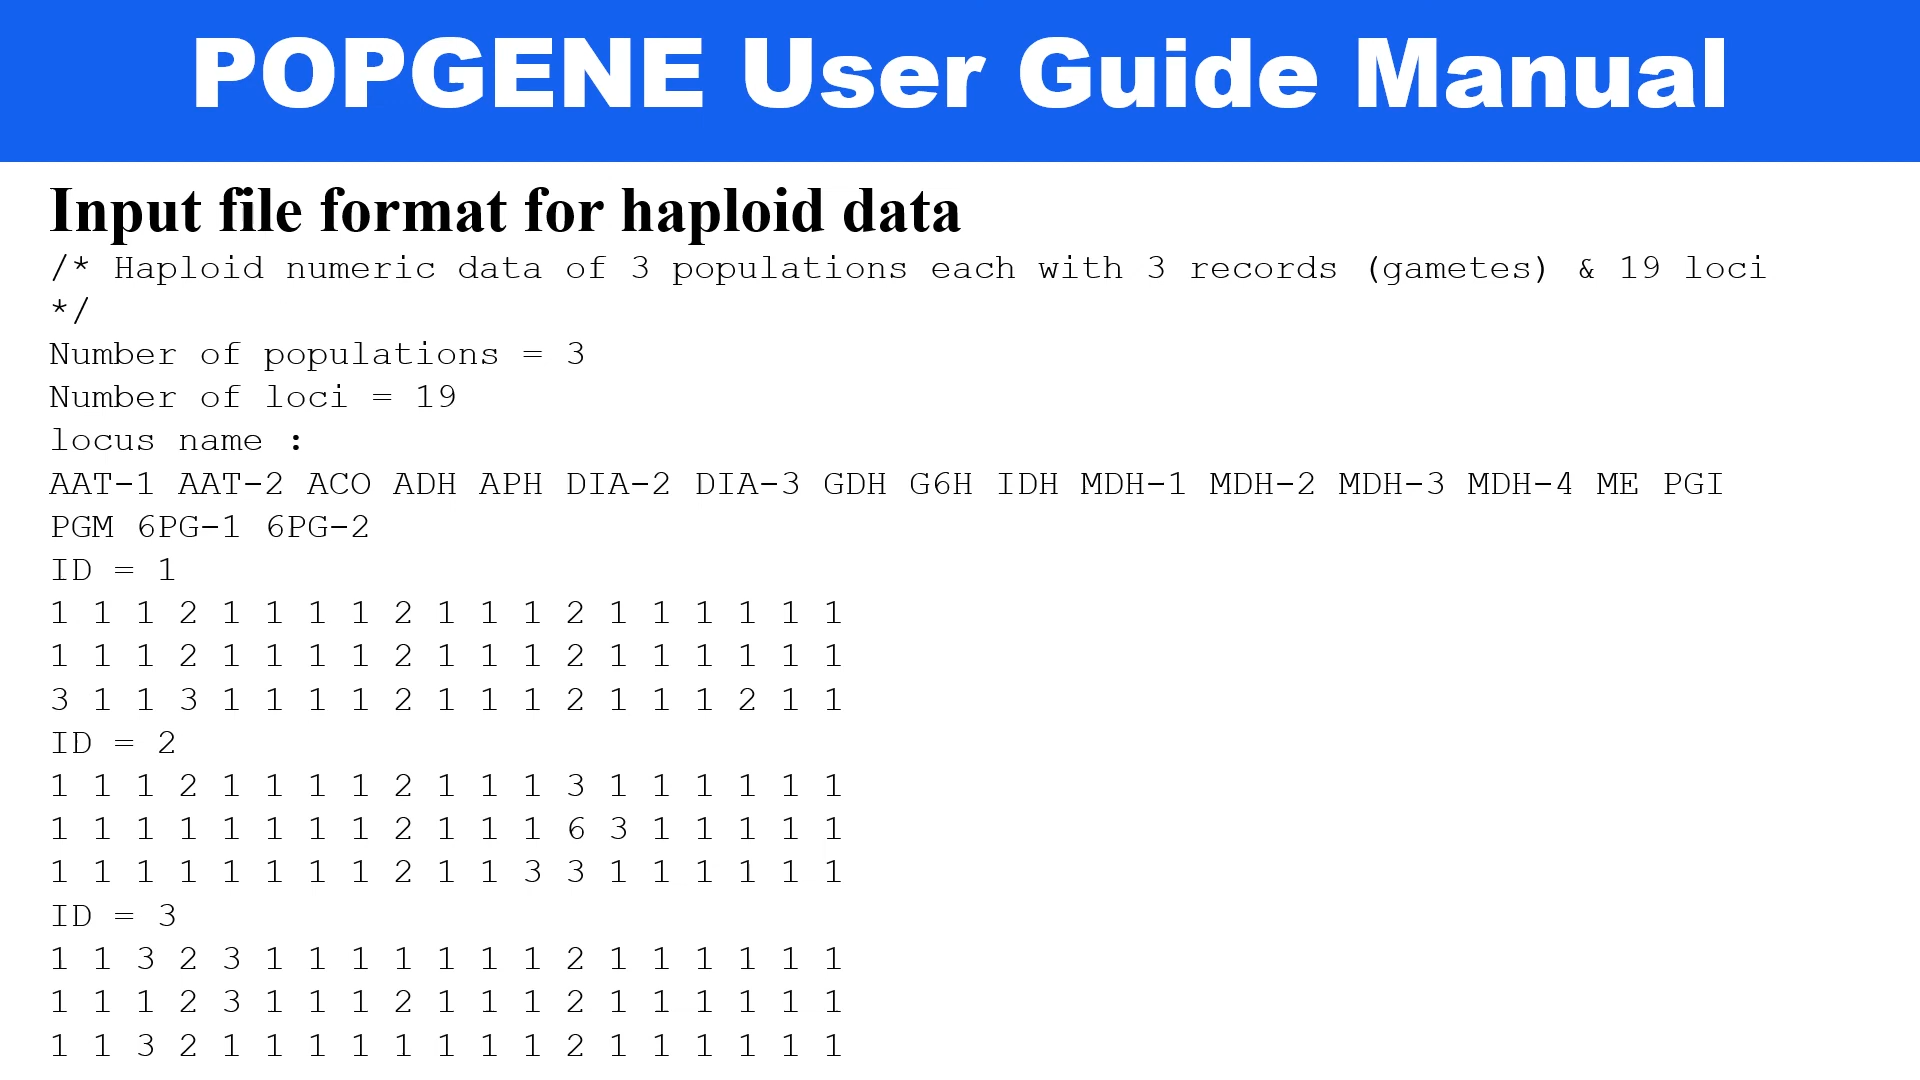 POPGENE User Guide Manual
Input file format for haploid data
/* Haploid numeric data of 3 populations each with 3 records (gametes) & 19 loci
*/
Number of populations = 3
Number of loci = 19
locus name :
AAT-1 AAT-2 ACO ADH APH DIA-2 DIA-3 GDH G6H IDH MDH-1 MDH-2 MDH-3 MDH-4 ME PGI
PGM 6PG-1 6PG-2
ID = 1
1 1 1 2 1 1 1 1 2 1 1 1 2 1 1 1 1 1 1
1 1 1 2 1 1 1 1 2 1 1 1 2 1 1 1 1 1 1
3 1 1 3 1 1 1 1 2 1 1 1 2 1 1 1 2 1 1
ID = 2
1 1 1 2 1 1 1 1 2 1 1 1 3 1 1 1 1 1 1
1 1 1 1 1 1 1 1 2 1 1 1 6 3 1 1 1 1 1
1 1 1 1 1 1 1 1 2 1 1 3 3 1 1 1 1 1 1
ID = 3
1 1 3 2 3 1 1 1 1 1 1 1 2 1 1 1 1 1 1
1 1 1 2 3 1 1 1 2 1 1 1 2 1 1 1 1 1 1
1 1 3 2 1 1 1 1 1 1 1 1 2 1 1 1 1 1 1